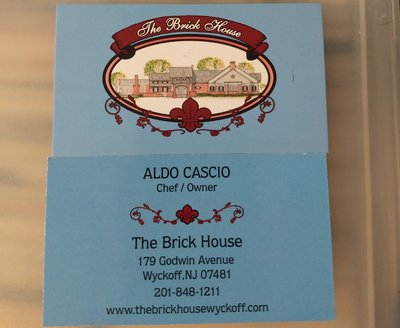 The Brick House
ALDO CASCIO
Chef / Owner
The Brick House
179 Godwin Avenue
Wyckoff,NJ 07481
201-848-1211
www.thebrickhousewyckoff.com